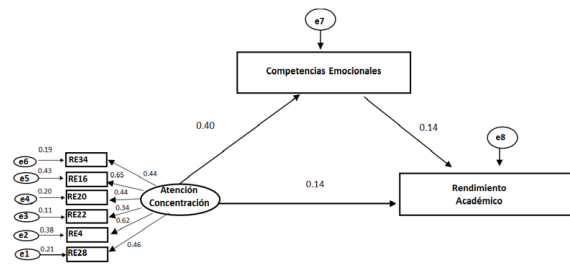 e7
Competencias Emocionales
0.40
0.14
e8
0.19
e6
RE34
0.44
0.43
e5
RE16
0.65
0.20
e4
RE20
0.44
0.11
e3
RE22
0.34
0.38
e2
RE4
0.62
0.21
e1
RE28
0.46
Atención
Concentración
0.14
Rendimiento
Académico